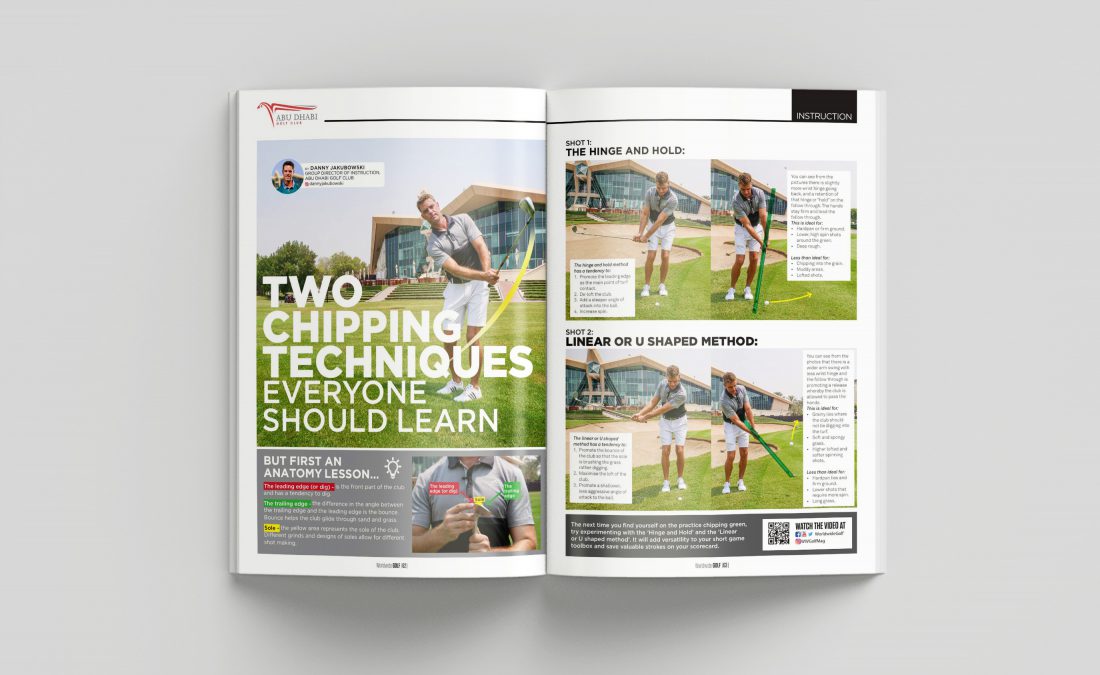 ABU DHABI
GOLF CLUB
BY DANNY JAKUBOWSKI
GROUP DIRECTOR OF INSTRUCTION,
ABU DHABI GOLF CLUB
dannyjakubowski
TWO
CHIPPING
TECHNIQUES
EVERYONE
SHOULD LEARN
BUT FIRST AN
ANATOMY LESSON...
The leading edge (or dig) - is the front part of the club
and has a tendency to dig.
The trailing edge - the difference in the angle between
the trailing edge and the leading edge is the bounce.
Bounce helps the club glide through sand and grass.
Sole - the yellow area represents the sole of the club.
Different grinds and designs of soles allow for different
shot making.
The leading
edge (or dig)
Sole
The
trailing
edge
Worldwide GOLF
INSTRUCTION
SHOT 1:
THE HINGE AND HOLD:
The hinge and hold method
has a tendency to:
1. Promote the leading edge
as the main point of turf
contact.
2. De-loft the club.
3. Add a steeper angle of
attack into the ball.
4. Increase spin.
You can see from the
pictures there is slightly
more wrist hinge going
back, and a retention of
that hinge or "hold" on the
follow through. The hands
stay firm and lead the
follow through.
This is ideal for:
• Hardpan or firm ground.
• Lower high spin shots
around the green.
• Deep rough.
Less than ideal for:
• Chipping into the grain.
• Muddy areas.
• Lofted shots.
SHOT 2:
LINEAR OR U SHAPED METHOD:
The linear or U shaped
method has a tendency to:
1. Promote the bounce of
the club so that the sole
is brushing the grass
rather digging.
2. Maximise the loft of the
club.
3. Promote a shallower,
less aggressive angle of
attack to the ball.
You can see from the
photos that there is a
wider arm swing with
less wrist hinge and
the follow through is
promoting a release
whereby the club is
allowed to pass the
hands.
This is ideal for:
• Grainy lies where
the club should
not be digging into
the turf.
• Soft and spongy
grass.
• Higher lofted and
softer spinning
shots.
Less than ideal for:
• Hardpan lies and
firm ground.
• Lower shots that
require more spin.
• Long grass.
The next time you find yourself on the practice chipping green,
try experimenting with the 'Hinge and Hold' and the 'Linear
or U shaped method'. It will add versatility to your short game
toolbox and save valuable strokes on your scorecard.
WATCH THE VIDEO AT
WorldwideGolf
@WWGolfMag
Worldwide GOLF